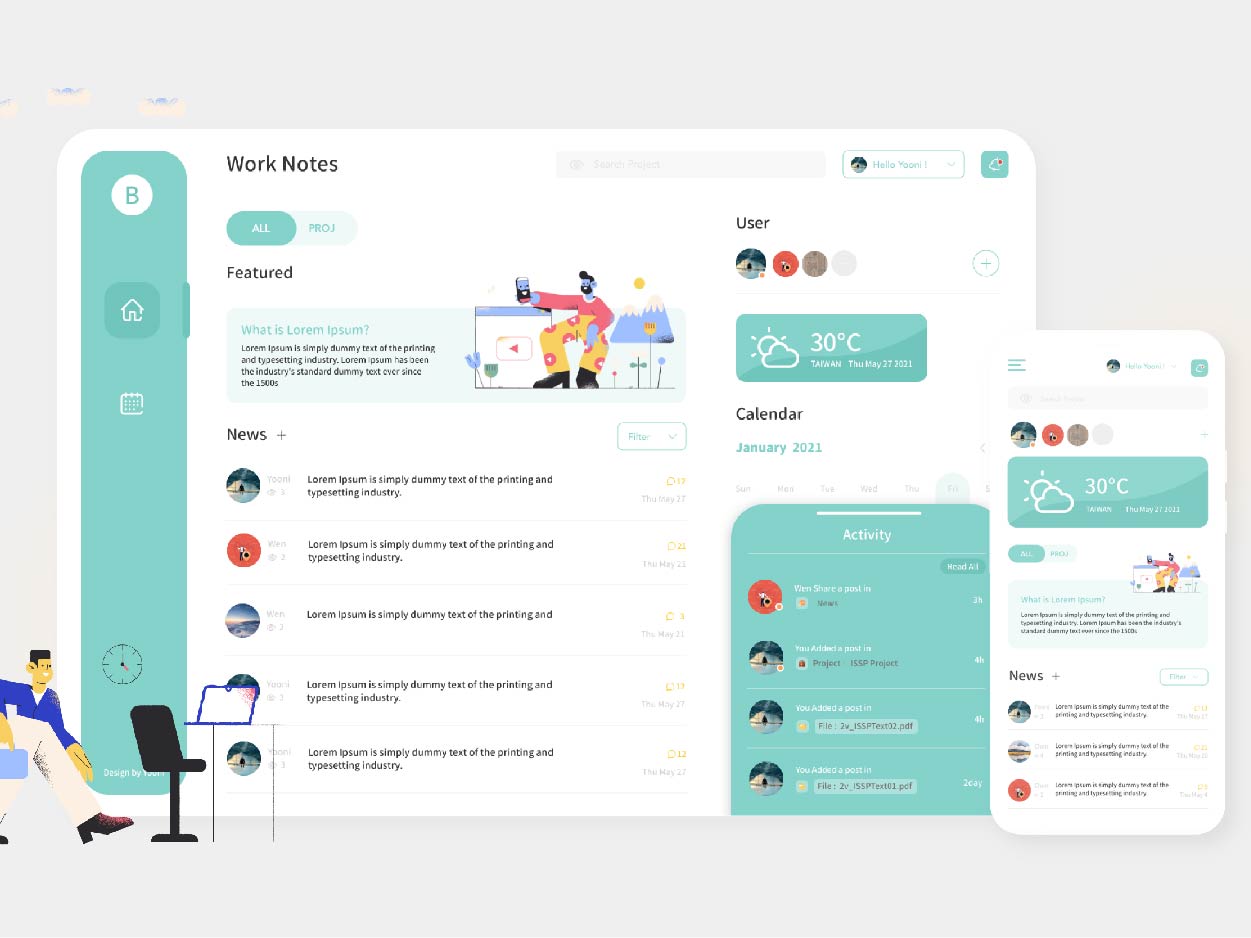 Work Notes
Search Project
Hello Yooni !
B
ALL PROJ
User
Featured
What is Lorem Ipsum?
Lorem Ipsum is simply dummy text of the printing
and typesetting industry. Lorem Ipsum has been
the industry's standard dummy text ever since
the 1500s
30°C
TAIWAN Thu May 27 2021
Calendar
January 2021
Sun Mon Tue Wed Thu Fri S
News +
Filter
Yooni
3
Lorem Ipsum is simply dummy text of the printing and
typesetting industry.
17
Thu May 27
Wen
2
Lorem Ipsum is simply dummy text of the printing and
typesetting industry.
21
Thu May 25
Wen
3
Lorem Ipsum is simply dummy text of the printing and
3
Thu May 21
Yooni
3
Lorem Ipsum is simply dummy text of the printing and
typesetting industry.
13
Thu May 27
Yooni
3
Lorem Ipsum is simply dummy text of the printing and
typesetting industry.
12
Thu May 27
Design by Yooni
Activity
Read All
Wen Share a post in
News
3h
You Added a post in
Project ISSP Project
4h
You Added a post in
File : 2v_ISSPText02.pdf
4h
You Added a post in
File : 2v_ISSPText01.pdf
2day
Hello Yooni !
Search Project
30°C
TAIWAN Thu May 27 2021
ALL PROJ
What is Lorem Ipsum?
Lorem Ipsum is simply dummy text of the printing and
typesetting industry. Lorem Ipsum has been the industry's
standard dummy text ever since the 1500s
News +
Filter
Lorem Ipsum is simply dummy text of the
printing and typesetting industry.
Thu May 27
Lorem Ipsum is simply dummy text of the
printing and typesetting industry.
Lorem Ipsum is simply dummy text of the
printing and typesetting industry.
Thu May 4